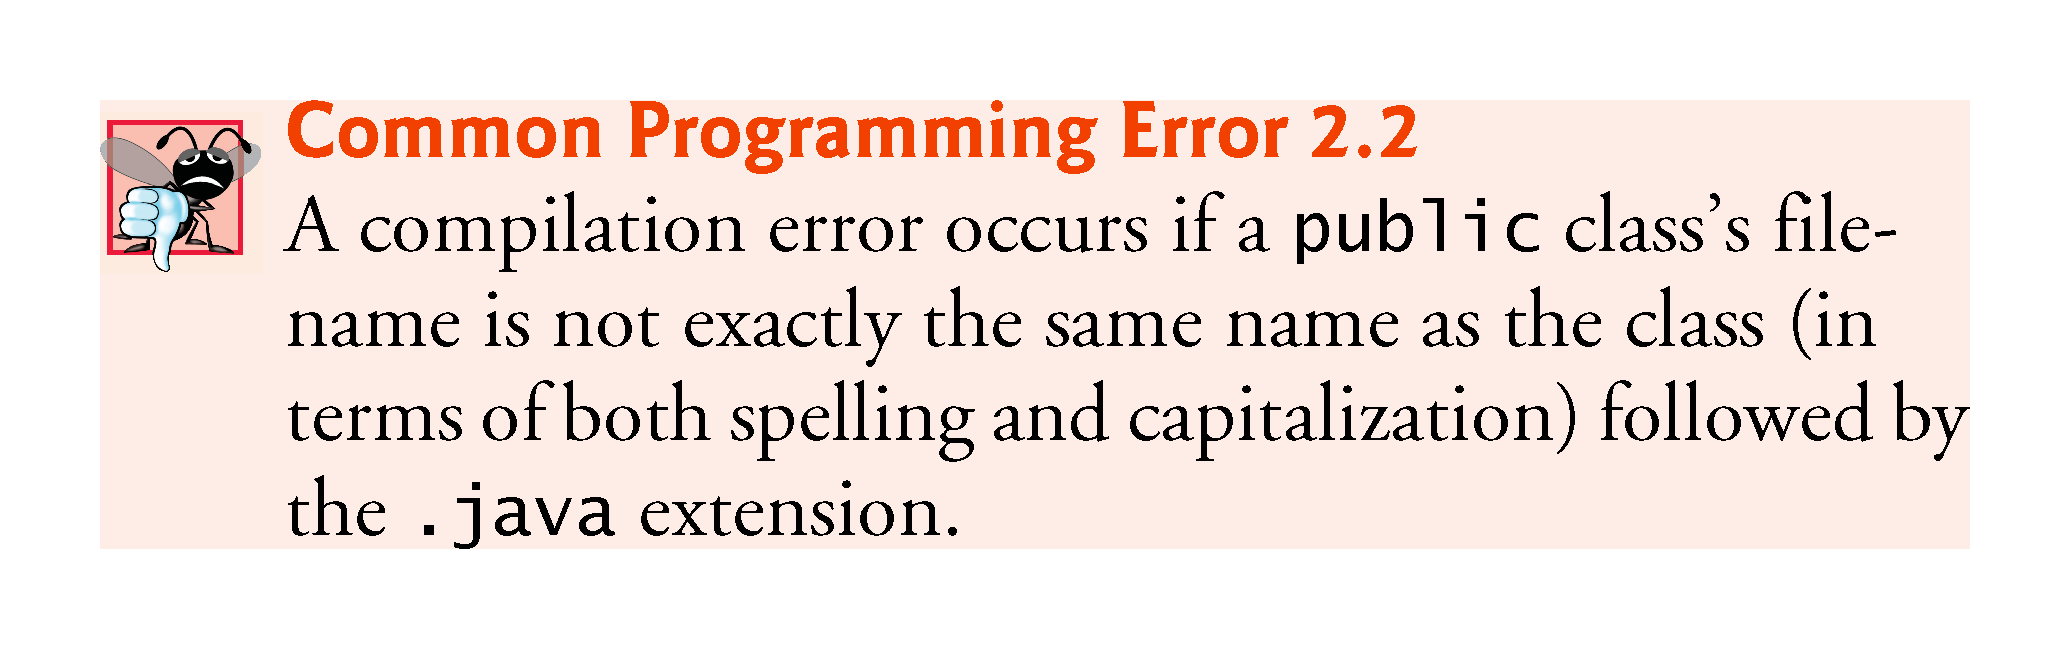 Common Programming Error 2.2
A compilation error occurs if a public class’s file-
name is not exactly the same name as the class (in
terms of both spelling and capitalization) followed by
the .java extension.